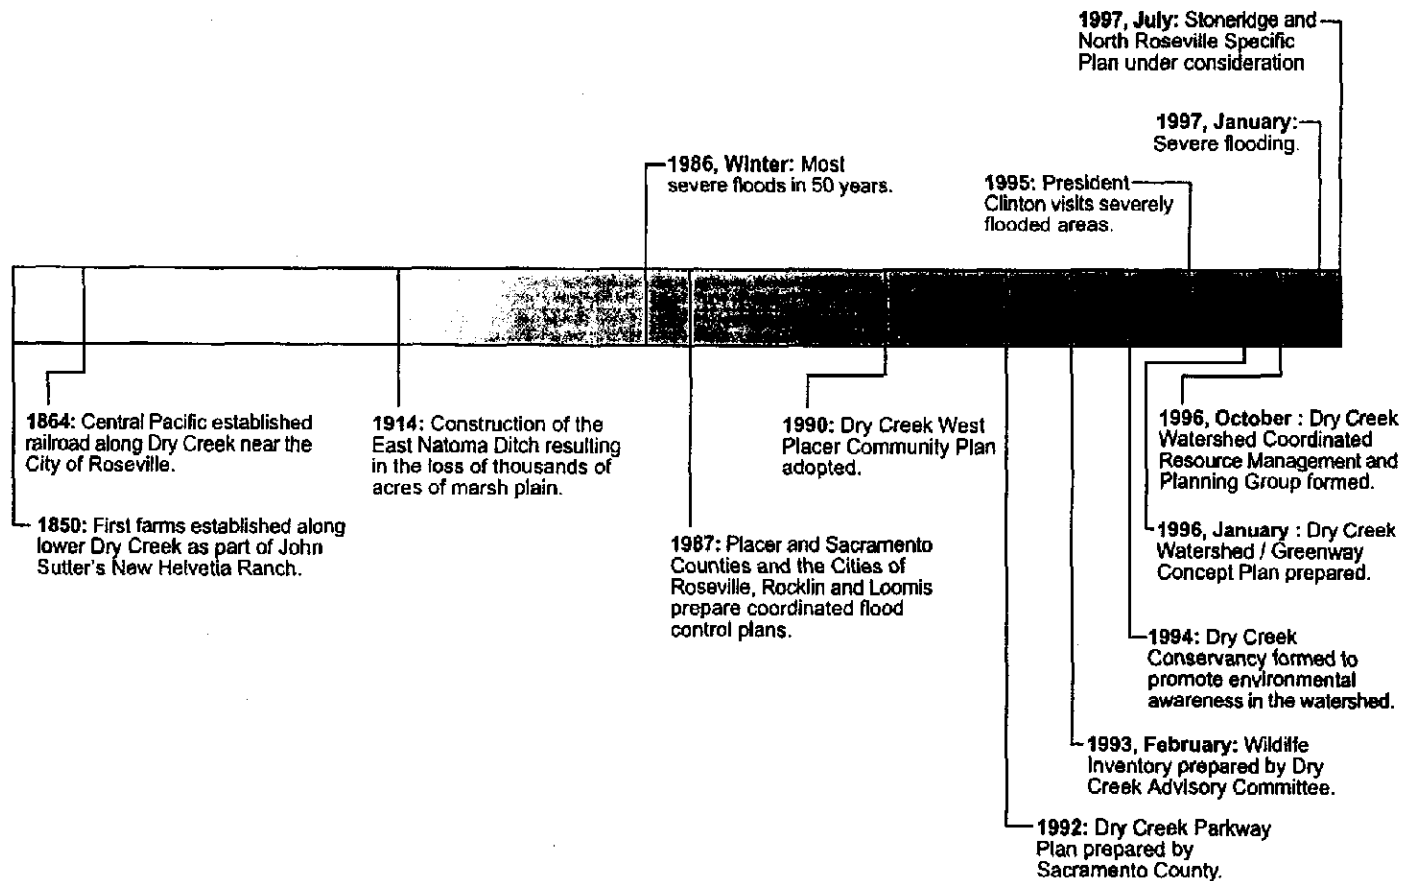 1997, July: Stoneridge and
North Roseville Specific
Plan under consideration
1997, January:
Severe flooding.
1986, Winter: Most
severe floods in 50 years.
1995: President
Clinton visits severely
flooded areas.
1864: Central Pacific established
railroad along Dry Creek near the
City of Roseville.
1914: Construction of the
East Natoma Ditch resulting
in the loss of thousands of
acres of marsh plain.
1990: Dry Creek West
Placer Community Plan
adopted.
1996, October : Dry Creek
Watershed Coordinated
Resource Management and
Planning Group formed.
1850: First farms established along
lower Dry Creek as part of John
Sutter's New Helvetia Ranch.
1987: Placer and Sacramento
Counties and the Cities of
Roseville, Rocklin and Loomis
prepare coordinated flood
control plans.
1996, January : Dry Creek
Watershed / Greenway
Concept Plan prepared.
1994: Dry Creek
Conservancy formed to
promote environmental
awareness in the watershed.
1993, February: Wildlife
Inventory prepared by Dry
Creek Advisory Committee.
1992: Dry Creek Parkway
Plan prepared by
Sacramento County.